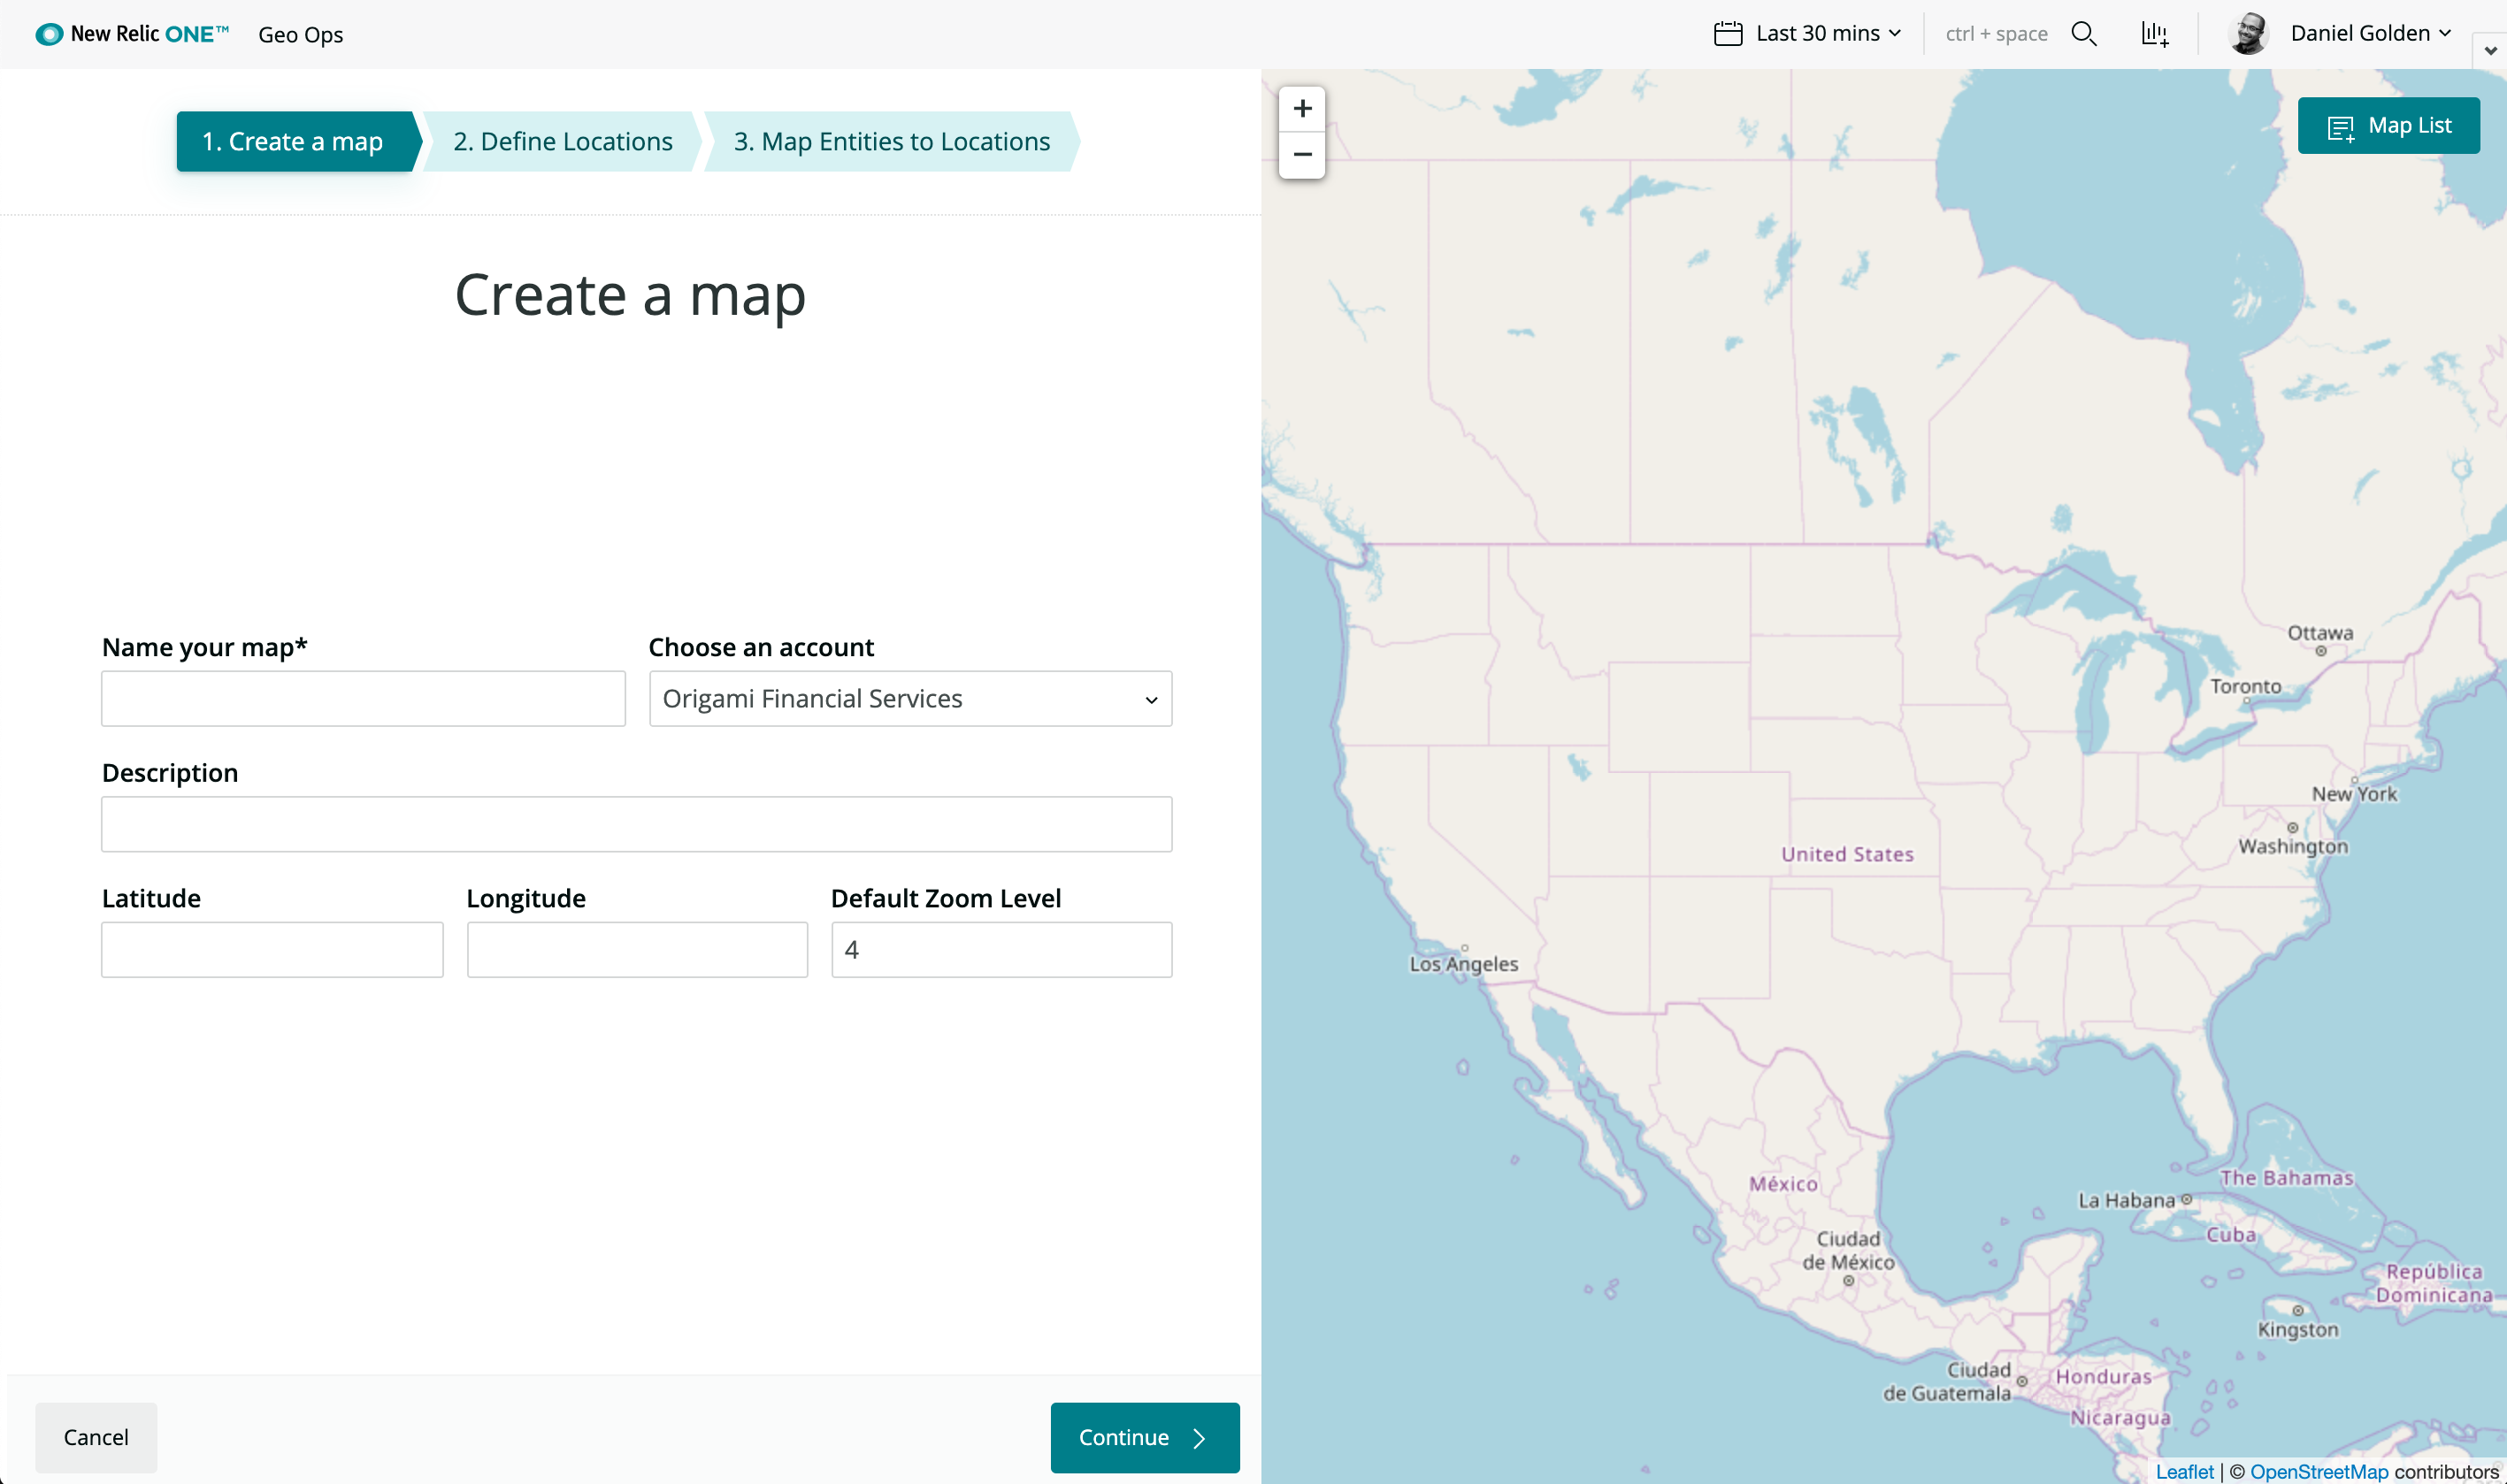 New Relic ONE™
Geo Ops
Last 30 mins
ctrl + space
Daniel Golden
1. Create a map
2. Define Locations
3. Map Entities to Locations
Create a map
Name your map*
Choose an account
Origami Financial Services
Description
Latitude
Longitude
Default Zoom Level
4
Cancel
Continue
+
−
Map List
Ottawa
Toronto
New York
Washington
United States
Los Angeles
México
The Bahamas
La Habana
Cuba
Ciudad
de México
República
Dominicana
Kingston
Ciudad
de Guatemala
Honduras
Nicaragua
Leaflet | © OpenStreetMap contributors